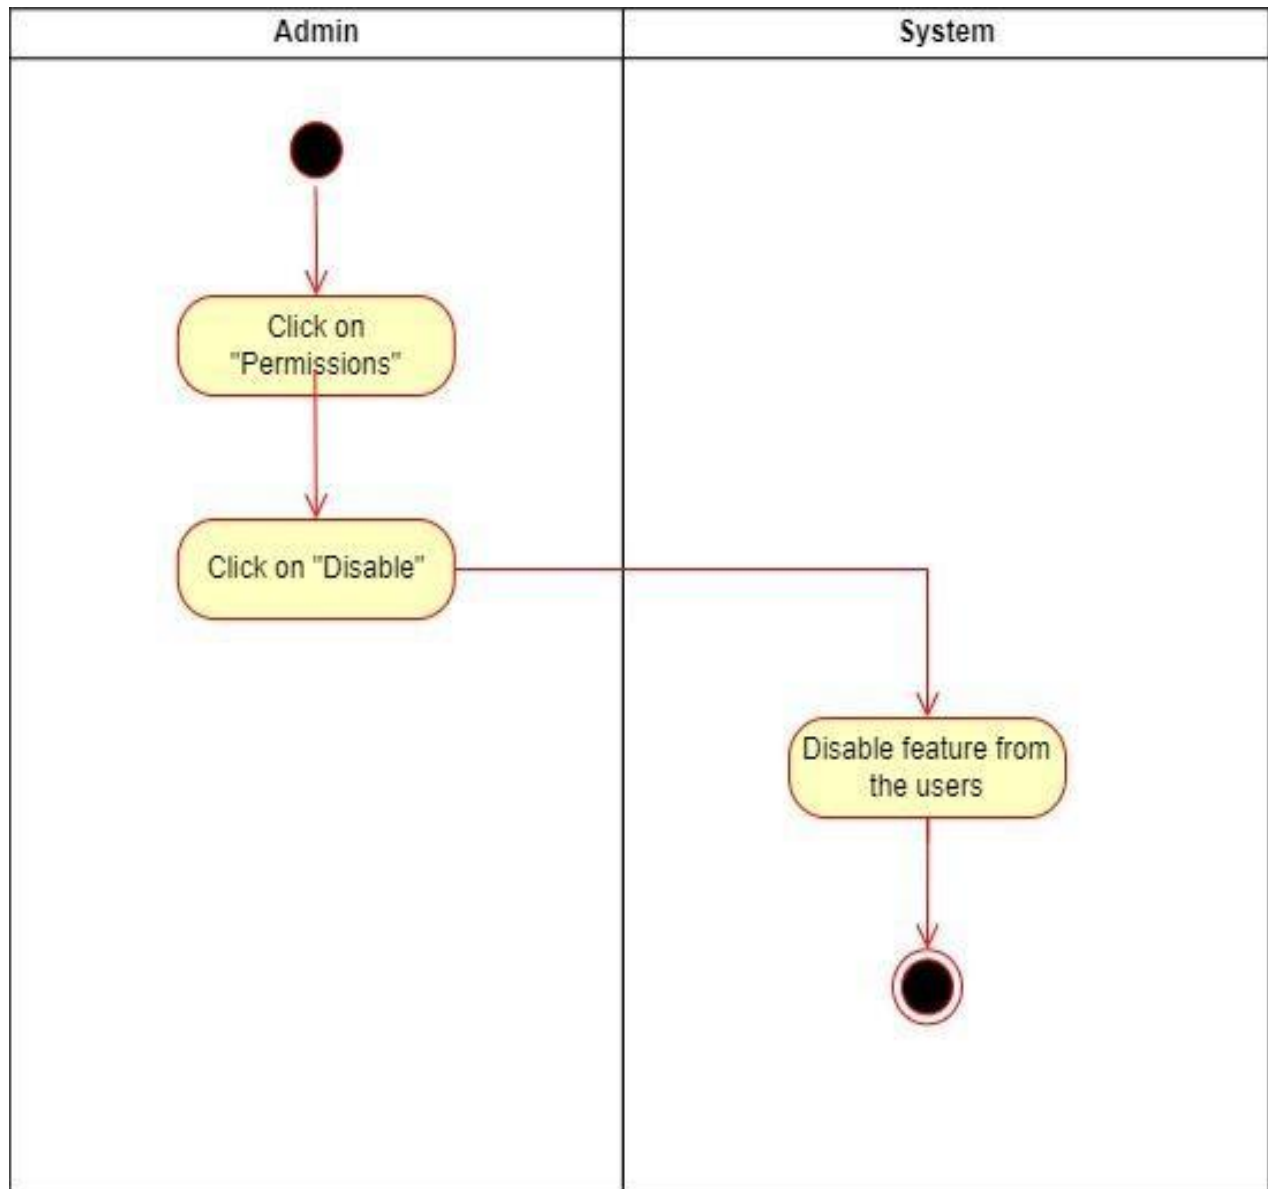 Admin
System
Click on
"Permissions"
Click on "Disable"
Disable feature from
the users